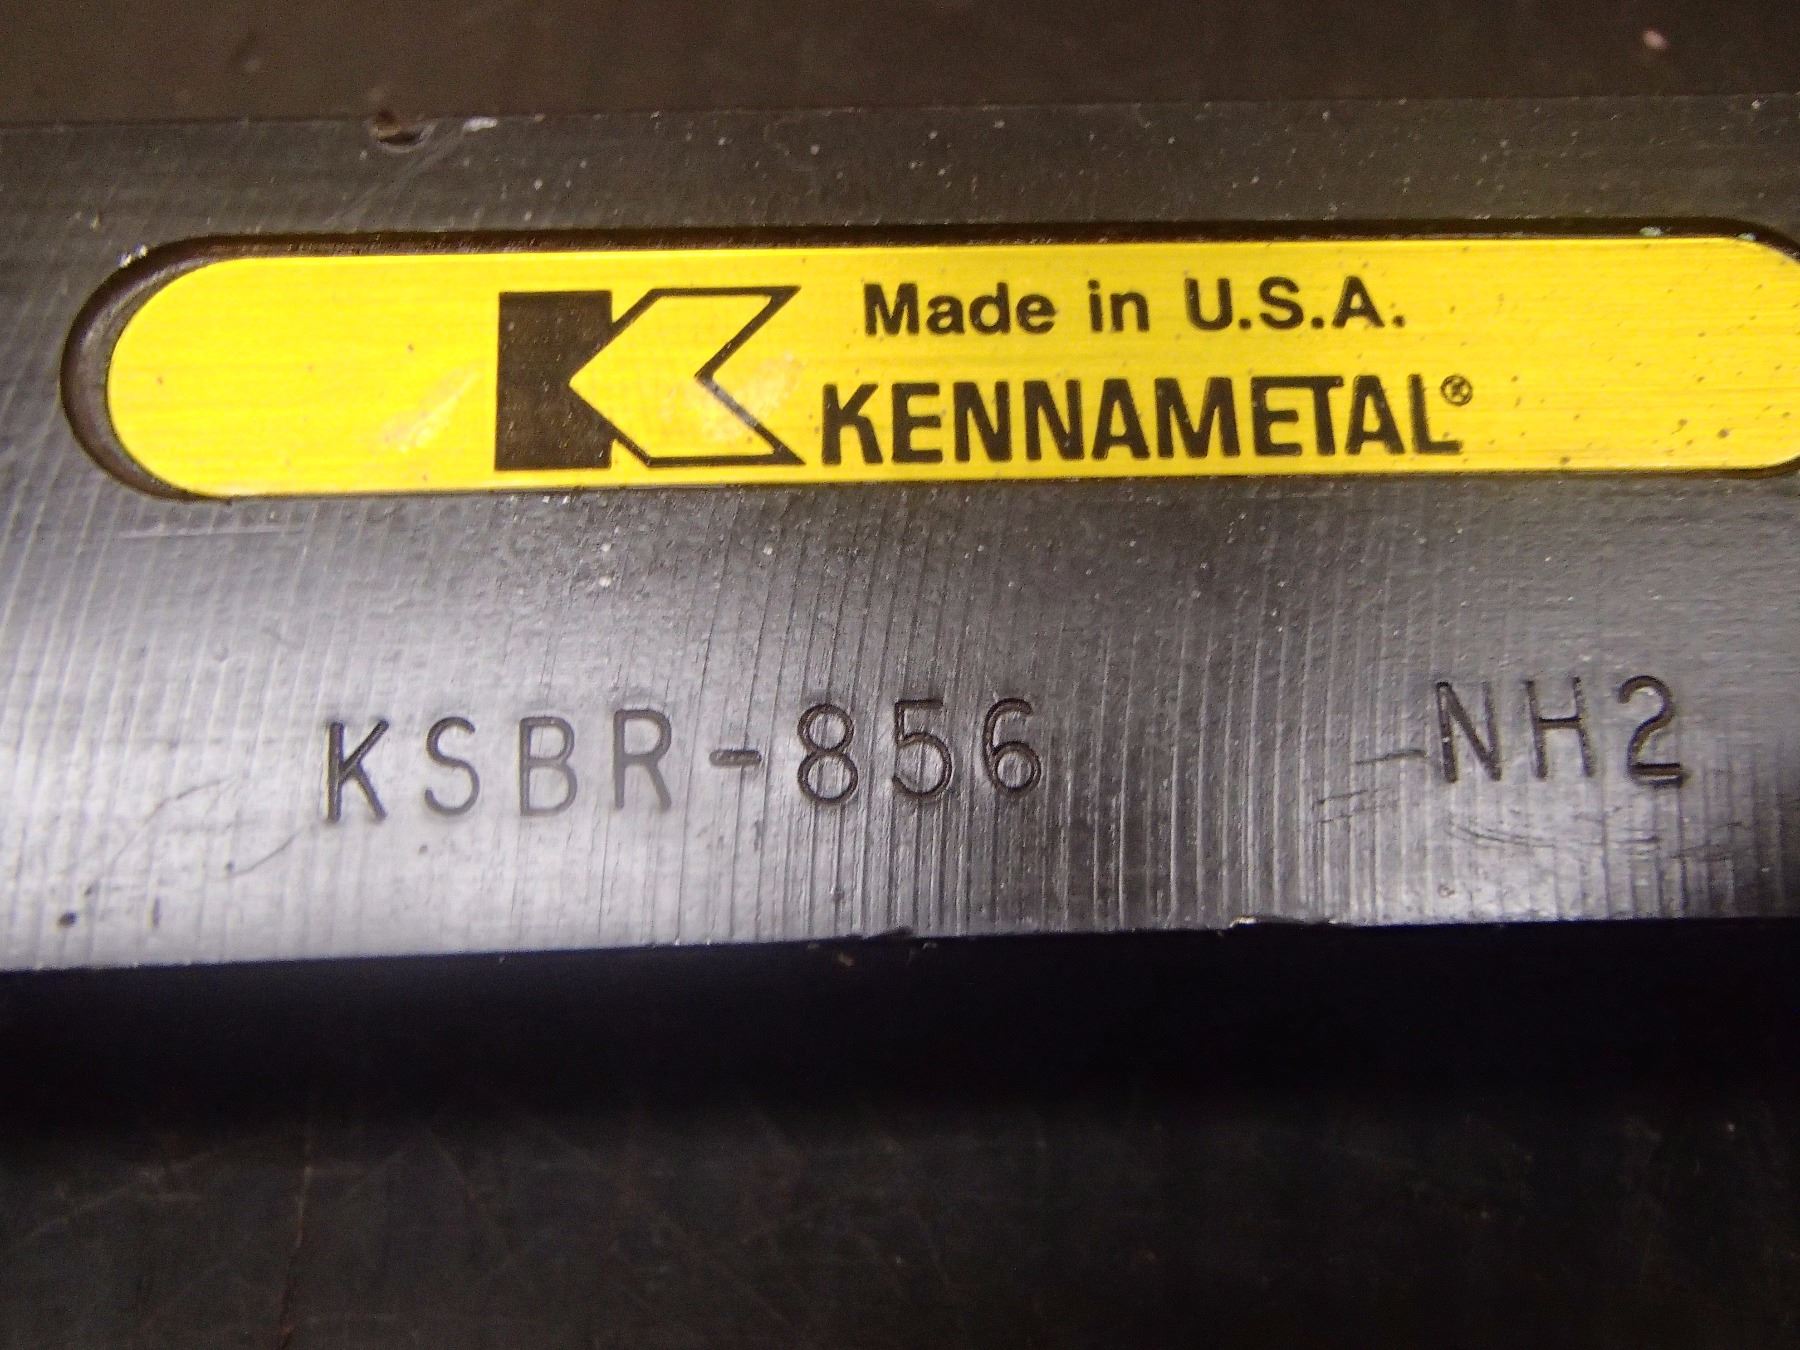 Made in U.S.A.
KENNAMETAL®
KSBR-856 -NH2